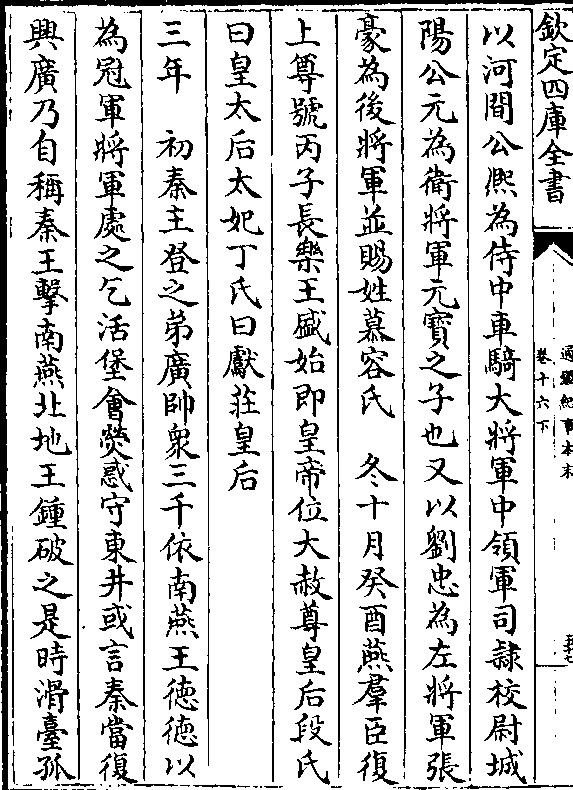 欽定四庫全書
通鑑紀事本末
卷十六下
以河間公熈為侍中車騎大將軍中領軍司隸校尉城
陽公元為衛將軍元寶之子也又以劉忠為左將軍張
豪為後將軍並賜姓慕容氏　冬十月癸酉燕羣臣復
上尊號丙子長樂王盛始即皇帝位大赦尊皇后段氏
曰皇太后太妃丁氏曰獻莊皇后
三年　初秦主登之弟廣帥衆三千依南燕王德德以
為冠軍將軍處之乞活堡會熒惑守東井或言秦當復
興廣乃自稱秦王擊南燕北地王鍾破之是時滑臺孤